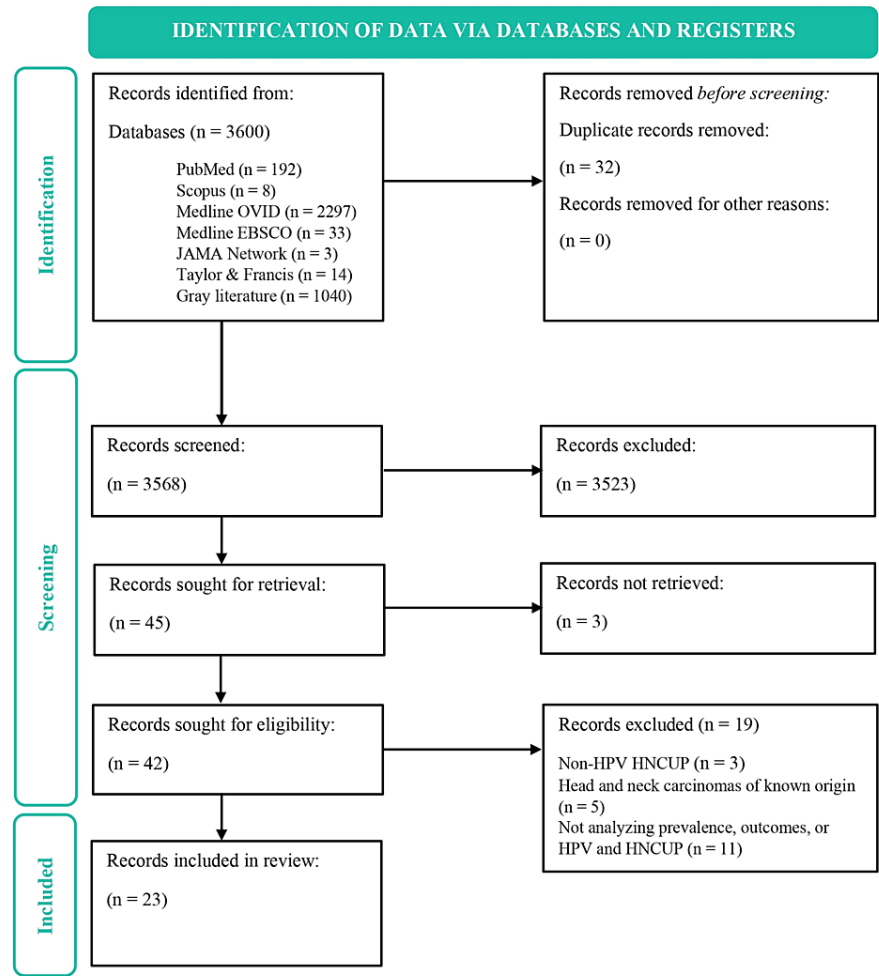 IDENTIFICATION OF DATA VIA DATABASES AND REGISTERS
Identification
Records identified from:
Databases (n = 3600)
PubMed (n = 192)
Scopus (n = 8)
Medline OVID (n = 2297)
Medline EBSCO (n = 33)
JAMA Network (n = 3)
Taylor & Francis (n = 14)
Gray literature (n = 1040)
Records removed before screening:
Duplicate records removed:
(n = 32)
Records removed for other reasons:
(n = 0)
Screening
Records screened:
(n = 3568)
Records excluded:
(n = 3523)
Records sought for retrieval:
(n = 45)
Records not retrieved:
(n = 3)
Records sought for eligibility:
(n = 42)
Records excluded (n = 19)
Non-HPV HNCUP (n = 3)
Head and neck carcinomas of known origin
(n = 5)
Not analyzing prevalence, outcomes, or
HPV and HNCUP (n = 11)
Included
Records included in review:
(n = 23)